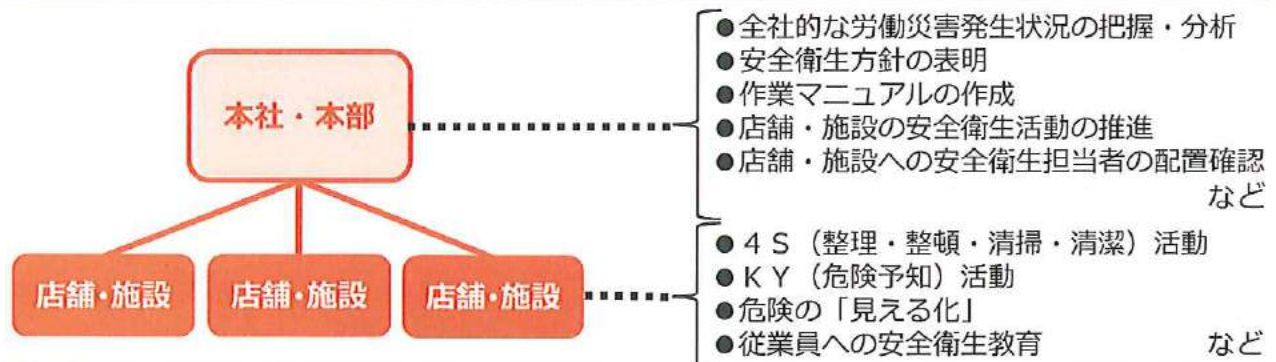 本社・本部
●全社的な労働災害発生状況の把握・分析
●安全衛生方針の表明
●作業マニュアルの作成
●店舗・施設の安全衛生活動の推進
●店舗・施設への安全衛生担当者の配置確認
など
店舗・施設
店舗・施設
店舗・施設
●４Ｓ（整理・整頓・清掃・清潔）活動
●ＫＹ（危険予知）活動
●危険の「見える化」
●従業員への安全衛生教育 など